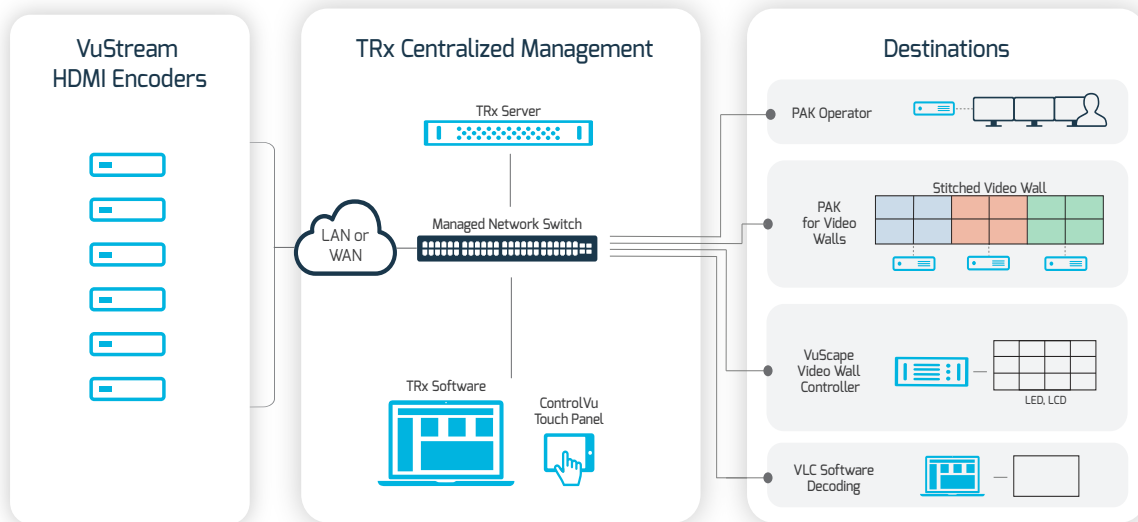 VuStream
HDMI Encoders
TRx Centralized Management
TRx Server
LAN or
WAN
Managed Network Switch
TRx Software
ControlVu
Touch Panel
Destinations
PAK Operator
PAK
for Video
Walls
Stitched Video Wall
VuScape
Video Wall
Controller
LED, LCD
VLC Software
Decoding